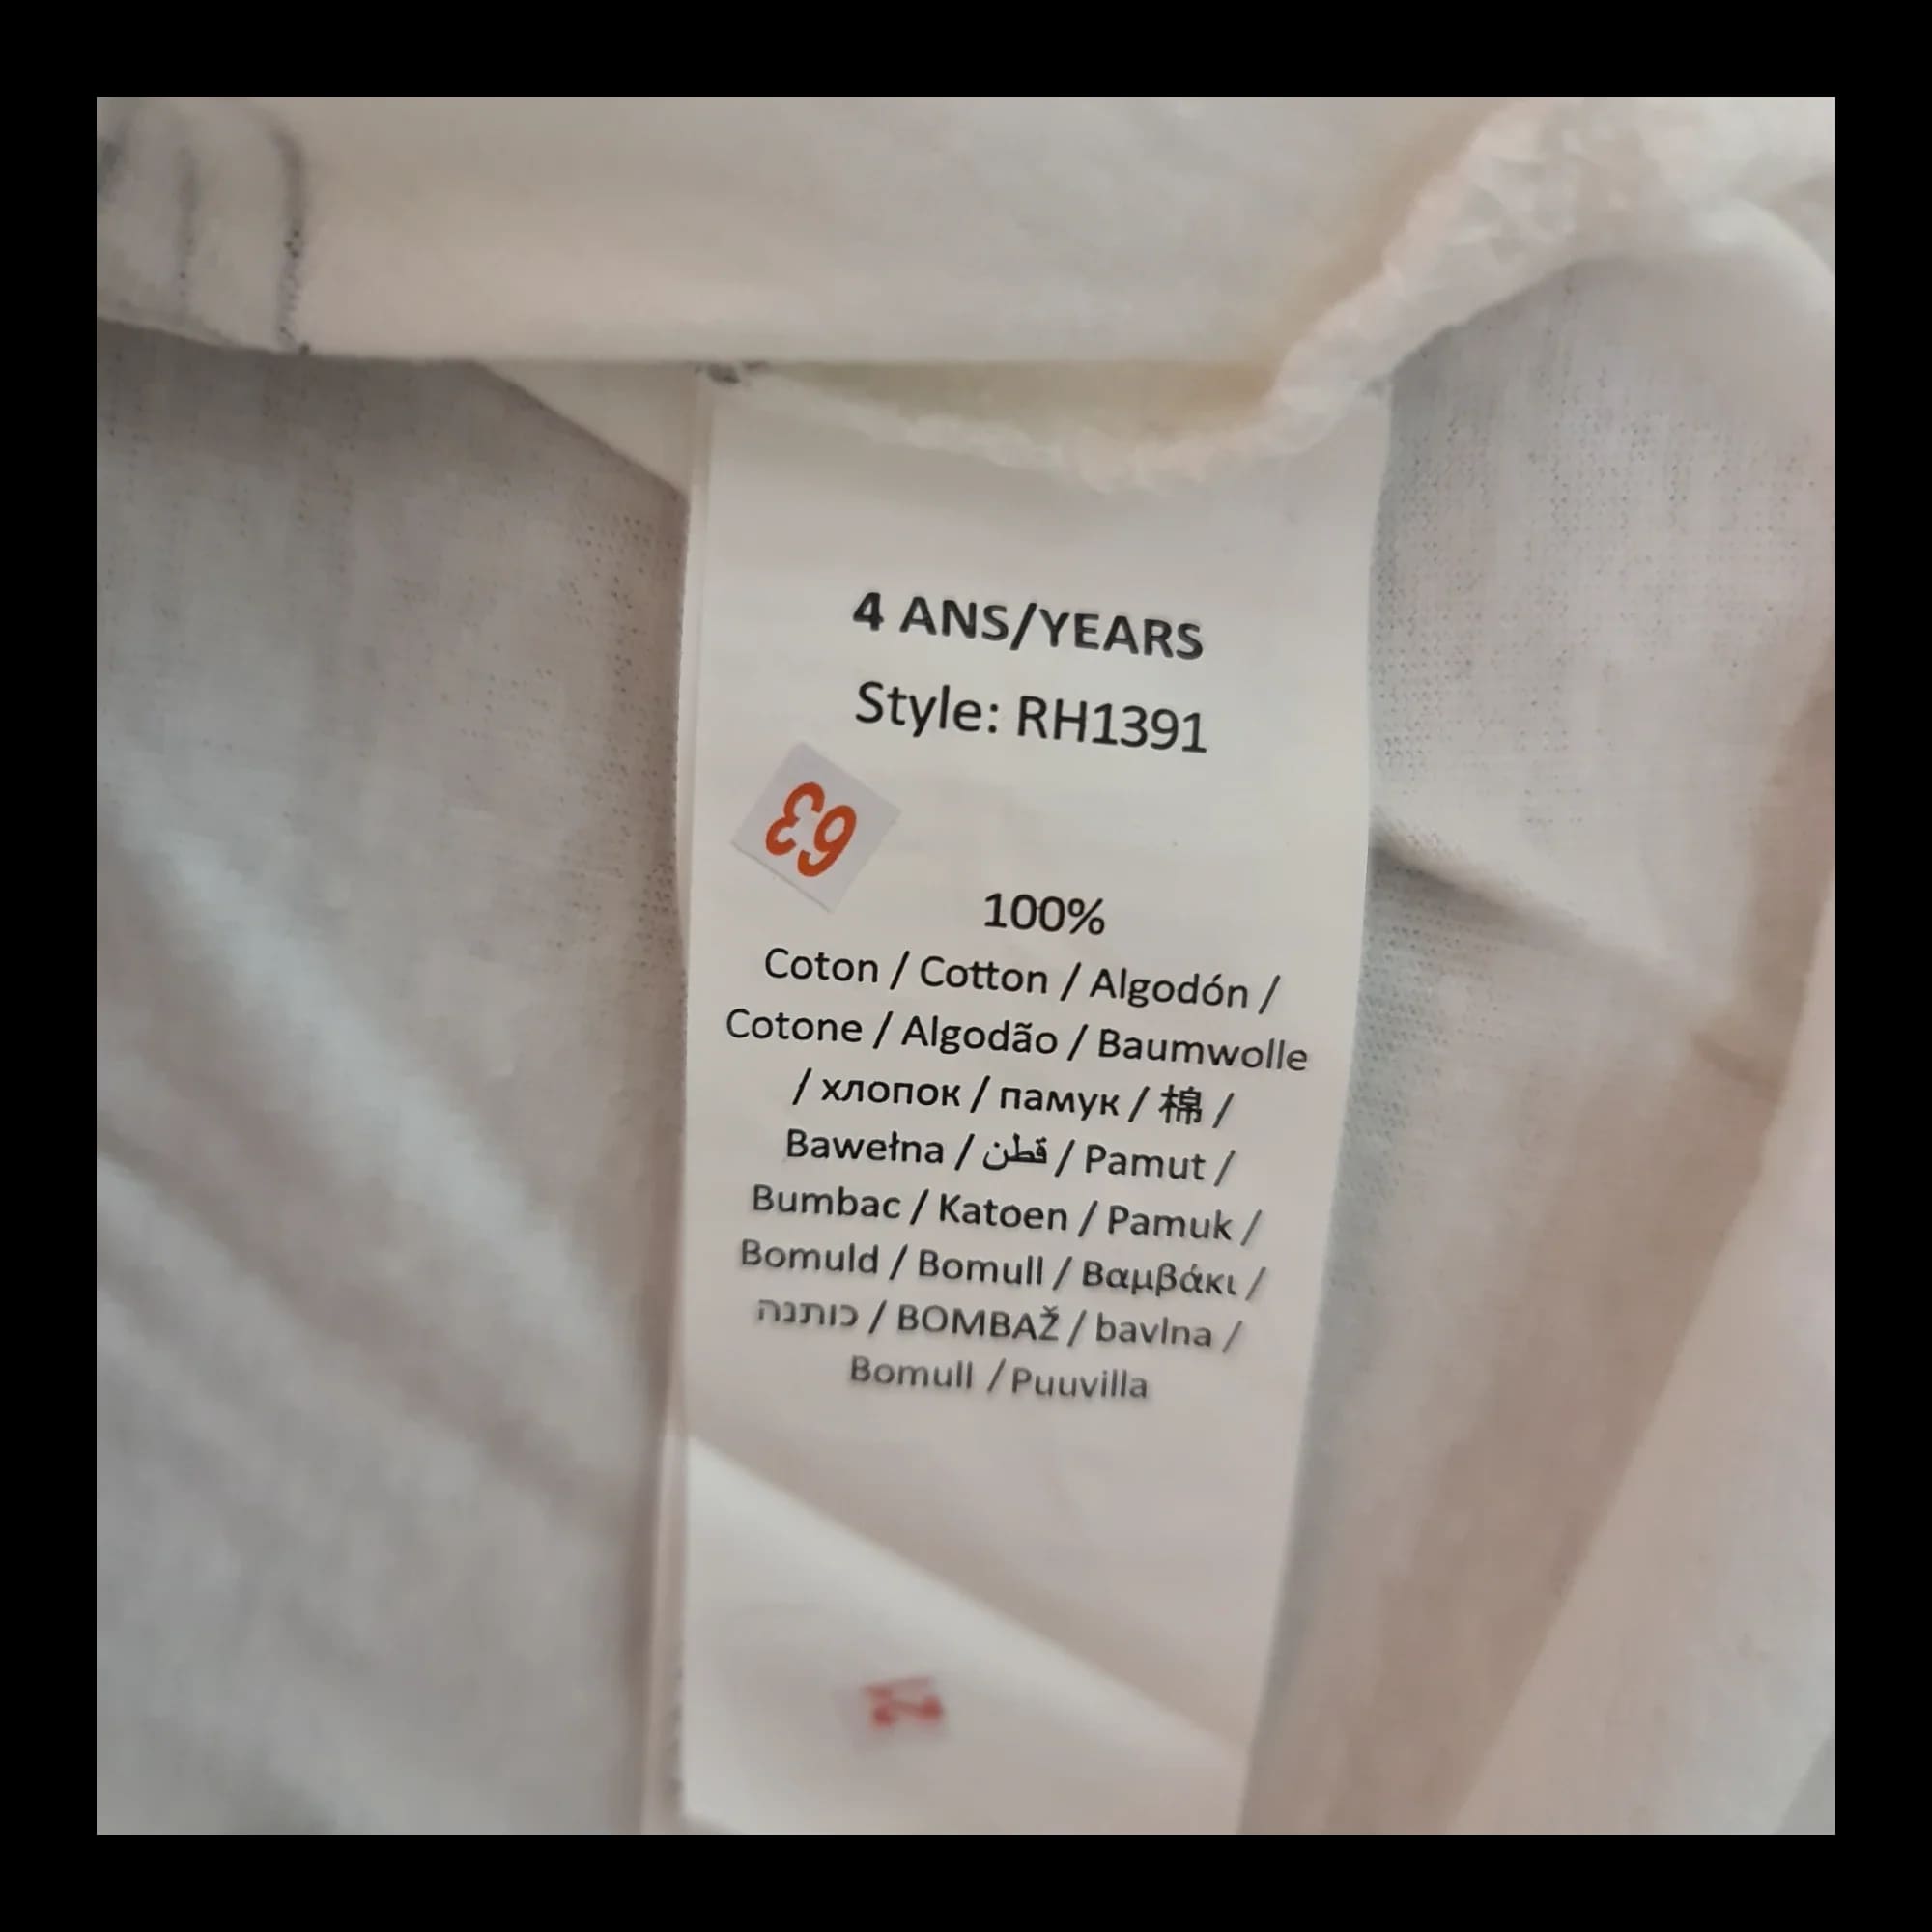 4 ANS/YEARS
Style: RH1391
63
100%
Coton / Cotton / Algodón /
Cotone / Algodão / Baumwolle
/ хлопок / памук / 棉 /
Bawełna / قطن / Pamut /
Bumbac / Katoen / Pamuk /
Bomuld / Bomull / Βαμβάκι /
כותנה / BOMBAŽ / bavlna /
Bomull / Puuvilla